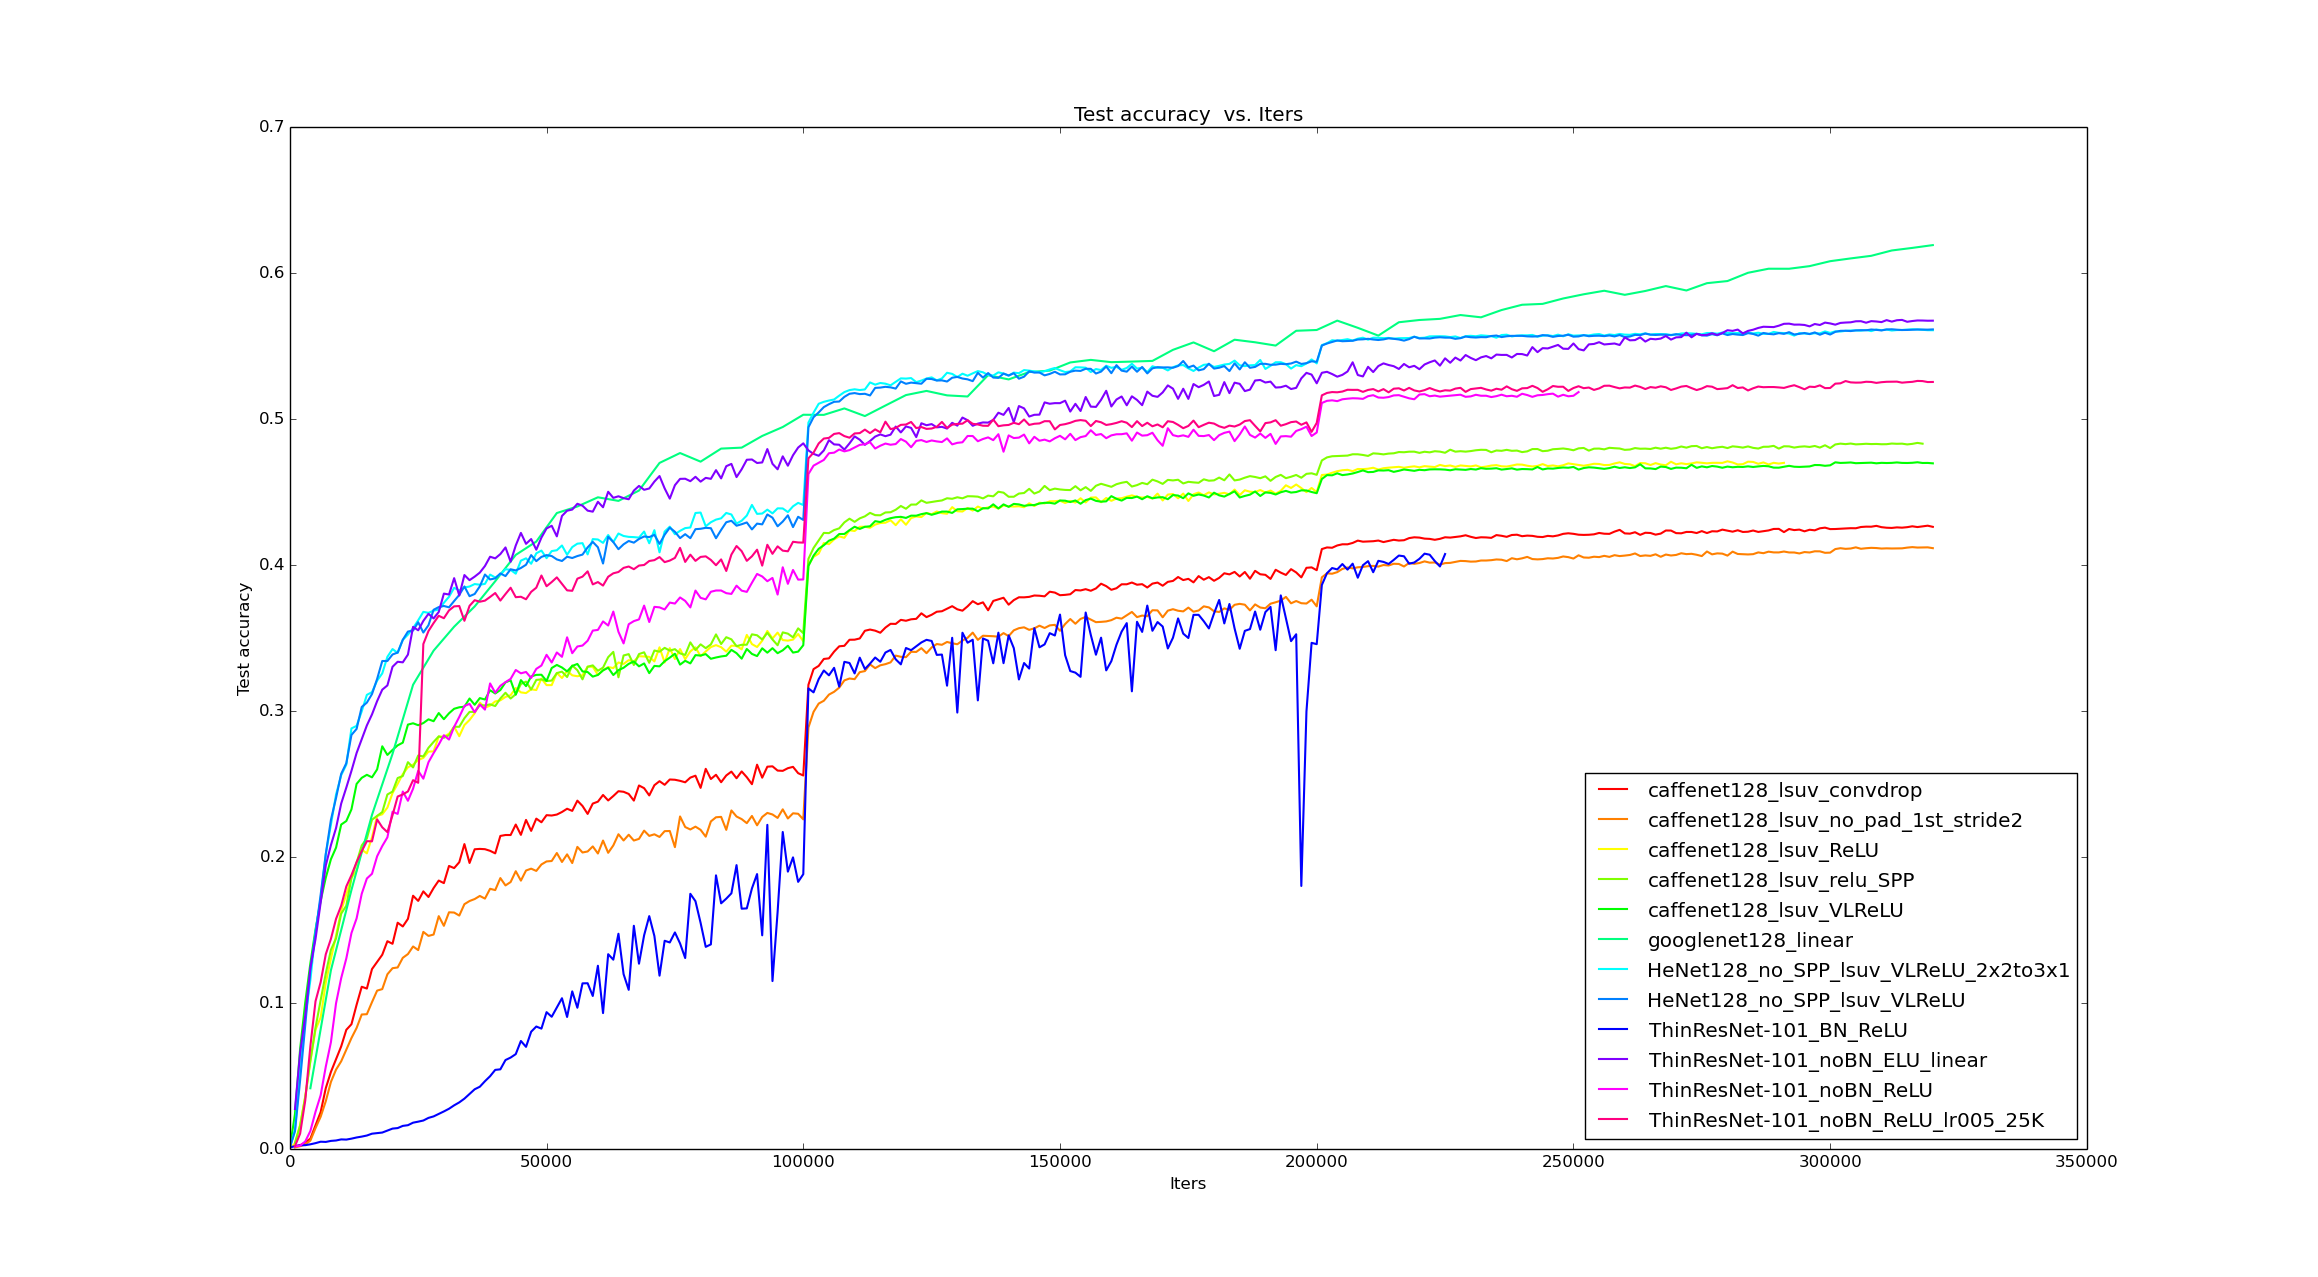 Test accuracy  vs. Iters
0.7
0.6
0.5
0.4
0.3
0.2
0.1
0.0
Test accuracy
0 50000 100000 150000 200000 250000 300000 350000
Iters
caffenet128_lsuv_convdrop
caffenet128_lsuv_no_pad_1st_stride2
caffenet128_lsuv_ReLU
caffenet128_lsuv_relu_SPP
caffenet128_lsuv_VLReLU
googlenet128_linear
HeNet128_no_SPP_lsuv_VLReLU_2x2to3x1
HeNet128_no_SPP_lsuv_VLReLU
ThinResNet-101_BN_ReLU
ThinResNet-101_noBN_ELU_linear
ThinResNet-101_noBN_ReLU
ThinResNet-101_noBN_ReLU_lr005_25K